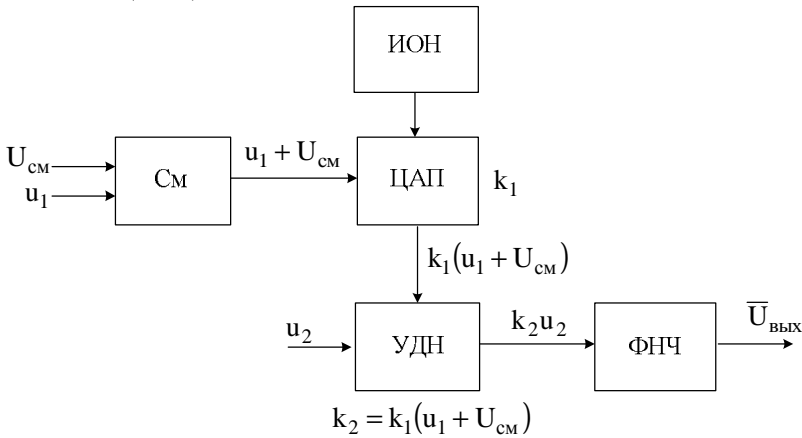 ИОН
U_см
u_1
См
u_1 + U_см
ЦАП
k_1
k_1(u_1 + U_см)
u_2
УДН
k_2u_2
ФНЧ
U̅_вых
k_2 = k_1(u_1 + U_см)